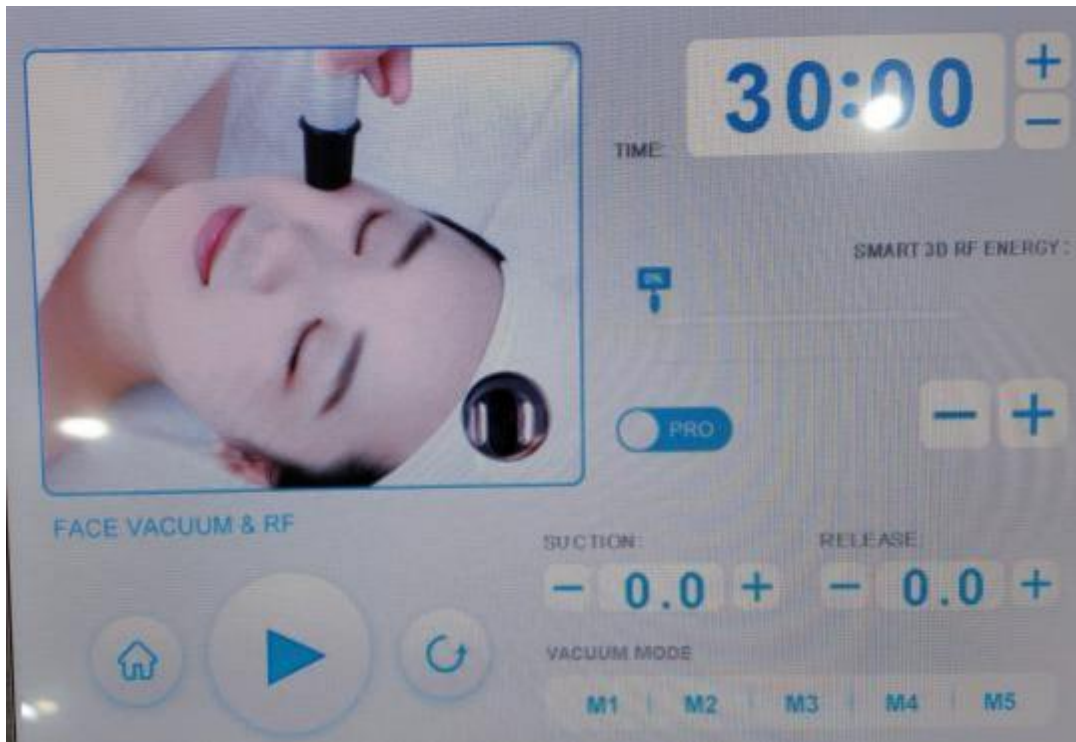 30:00
TIME:
SMART 3D RF ENERGY:
0%
PRO
FACE VACUUM & RF
SUCTION:
RELEASE:
0.0
0.0
VACUUM MODE
M1 M2 M3 M4 M5